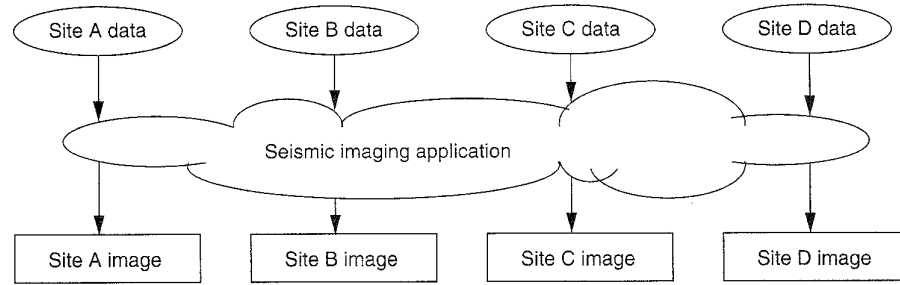 Site A data
Site B data
Site C data
Site D data
Seismic imaging application
Site A image
Site B image
Site C image
Site D image